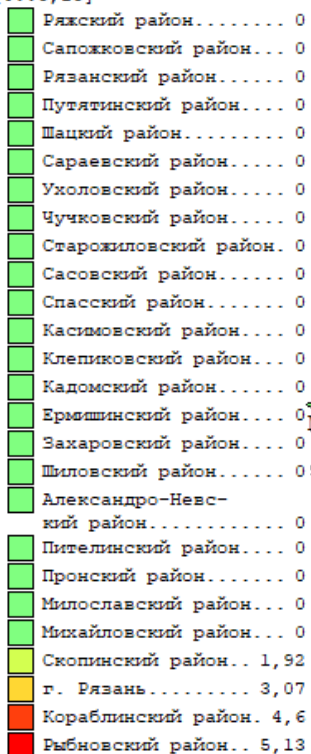 Ряжский район........ 0
Сапожковский район... 0
Рязанский район...... 0
Путятинский район.... 0
Шацкий район......... 0
Сараевский район..... 0
Ухоловский район..... 0
Чучковский район..... 0
Старожиловский район. 0
Сасовский район...... 0
Спасский район....... 0
Касимовский район.... 0
Клепиковский район... 0
Кадомский район...... 0
Ермишинский район.... 0
Захаровский район.... 0
Шиловский район...... 0
Александро-Невс-
кий район............ 0
Пителинский район.... 0
Пронский район....... 0
Милославский район... 0
Михайловский район... 0
Скопинский район.. 1,92
г. Рязань......... 3,07
Кораблинский район. 4,6
Рыбновский район.. 5,13